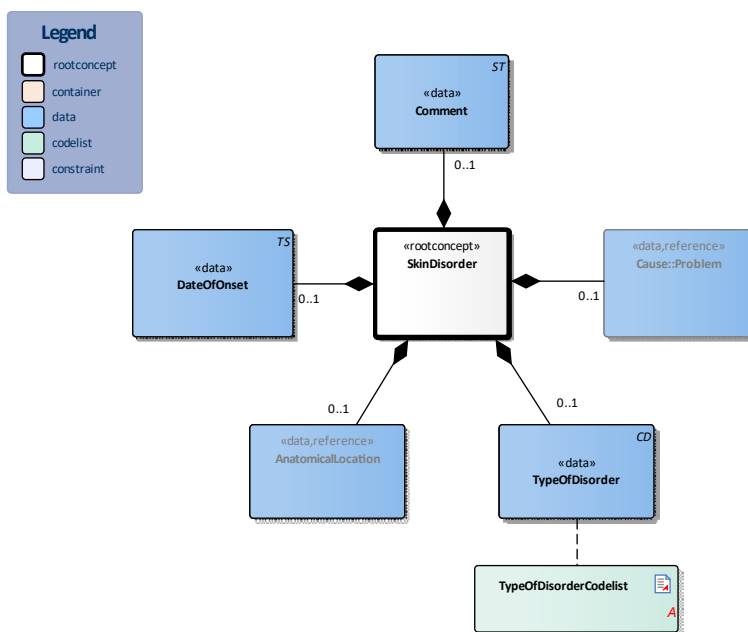 Legend
rootconcept
container
data
codelist
constraint
ST
«data»
Comment
0..1
TS
«data»
DateOfOnset
0..1
«rootconcept»
SkinDisorder
«data,reference»
Cause::Problem
0..1
0..1
0..1
«data,reference»
AnatomicalLocation
CD
«data»
TypeOfDisorder
TypeOfDisorderCodelist
A